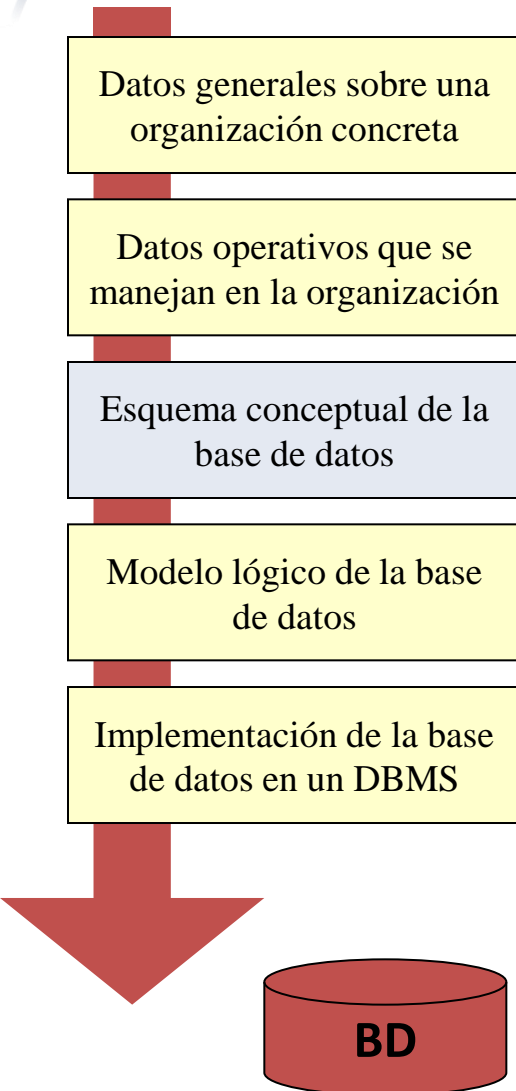 Datos generales sobre una
organización concreta
Datos operativos que se
manejan en la organización
Esquema conceptual de la
base de datos
Modelo lógico de la base
de datos
Implementación de la base
de datos en un DBMS
BD